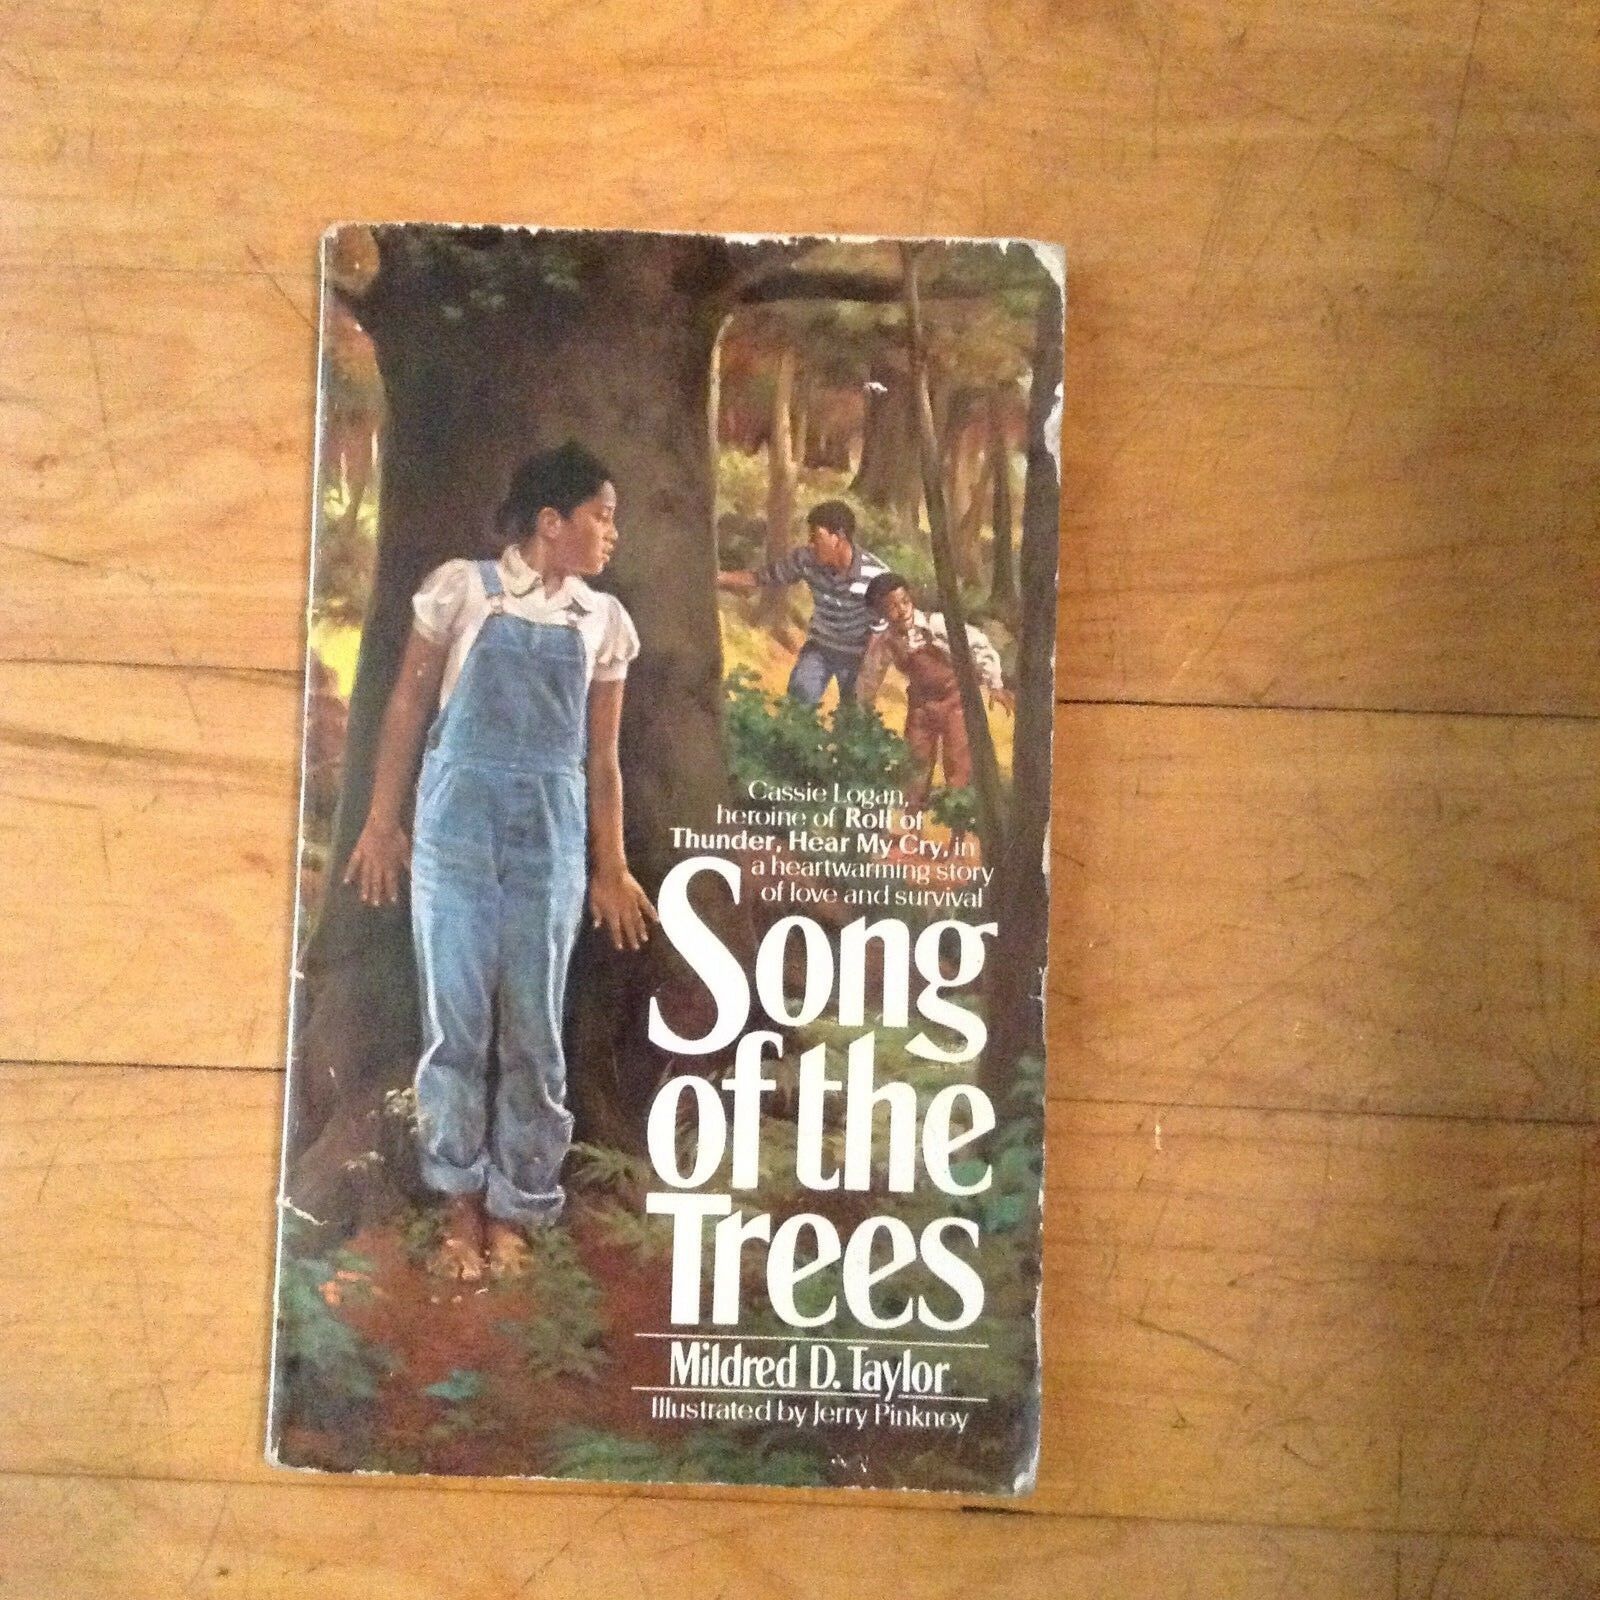 Cassie Logan,
heroine of Roll of
Thunder, Hear My Cry, in
a heartwarming story
of love and survival
Song
of the
Trees
Mildred D. Taylor
Illustrated by Jerry Pinkney